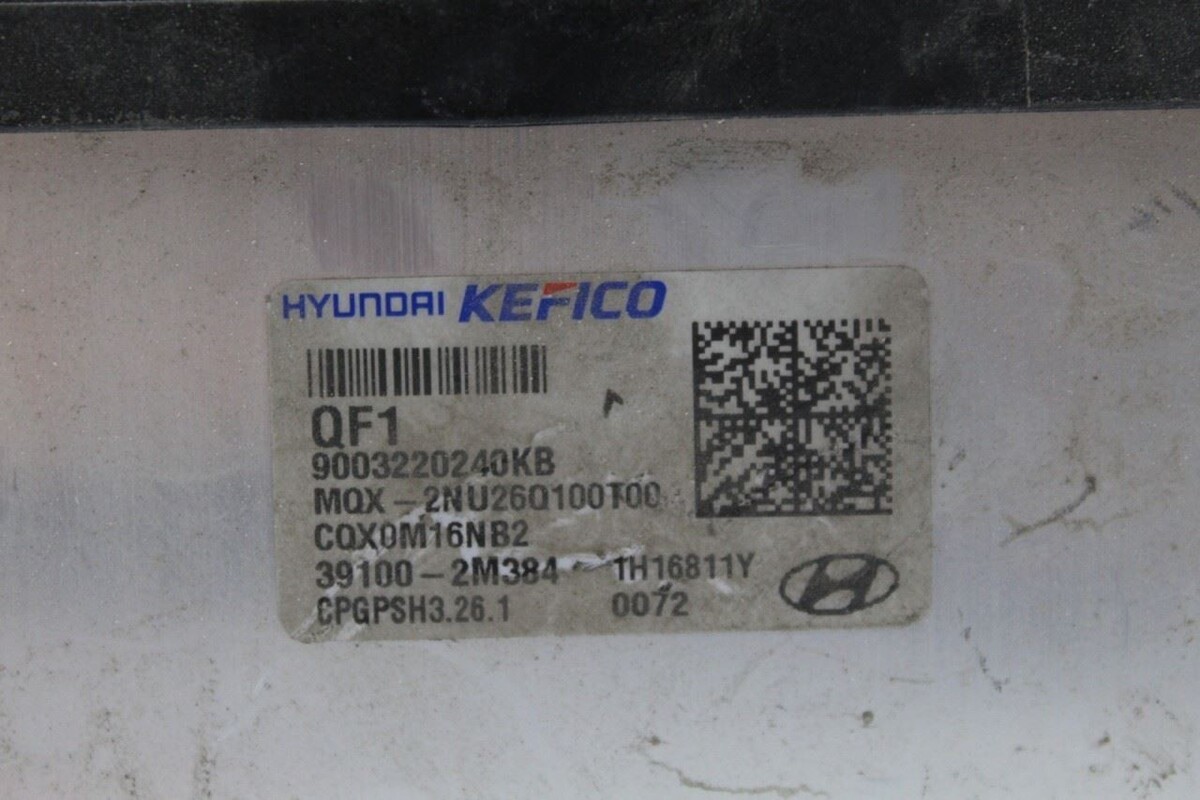 HYUNDAI KEFICO
QF1
9003220240KB
MQX-2NU26Q100T00
CQX0M16NB2
39100-2M384 1H16811Y
CPGPSH3.26.1 0072